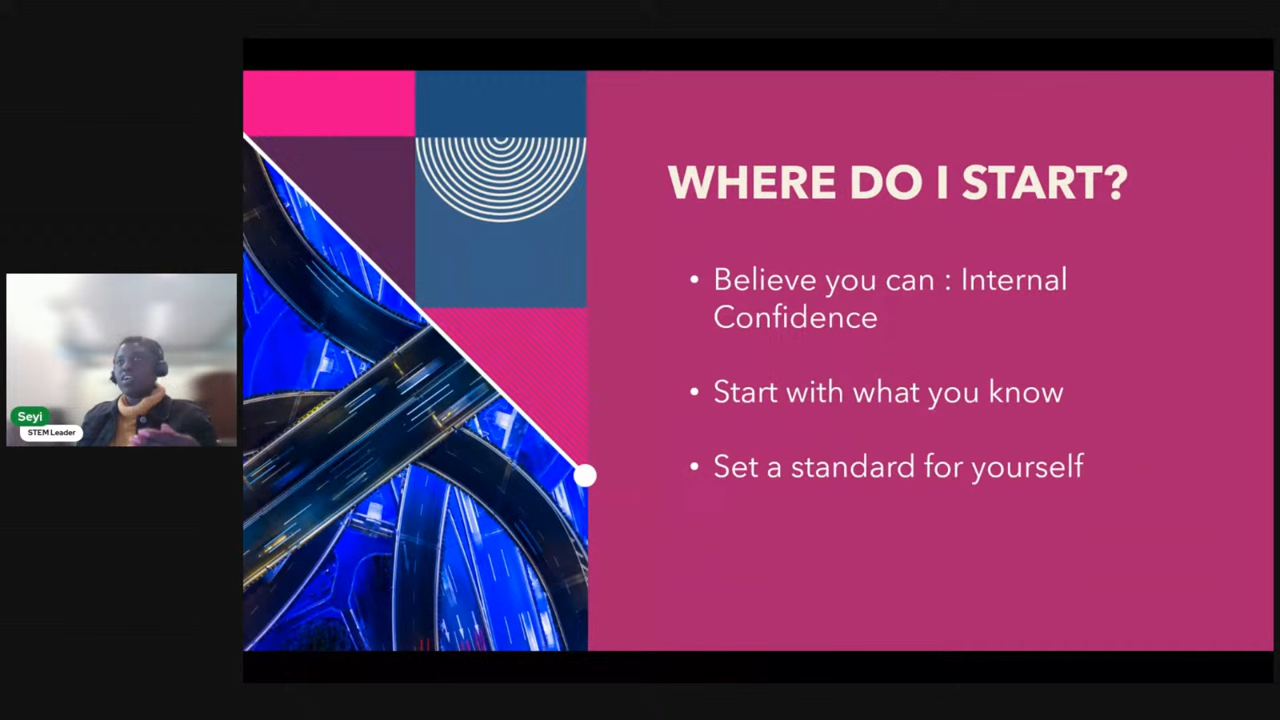 WHERE DO I START?
• Believe you can : Internal
Confidence
• Start with what you know
• Set a standard for yourself
Seyi
STEM Leader